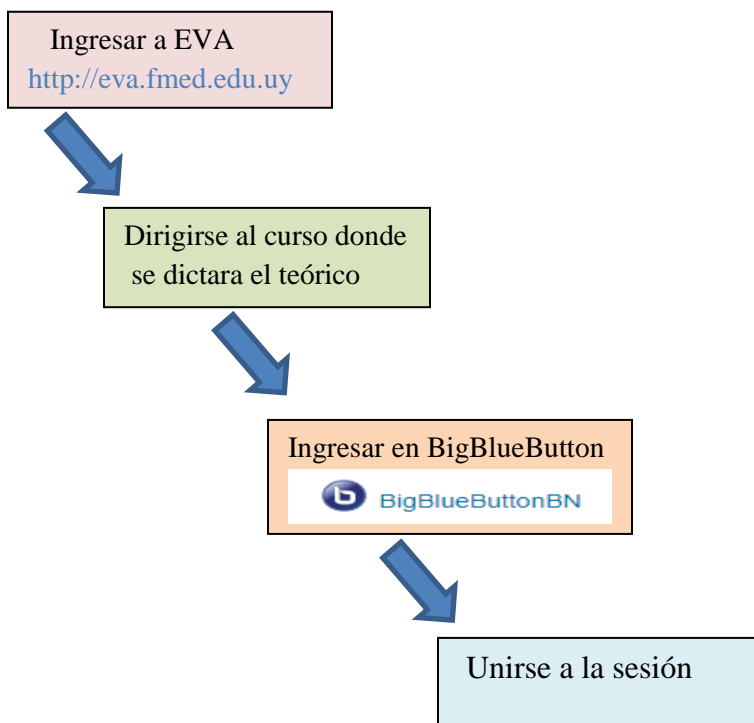 Ingresar a EVA
http://eva.fmed.edu.uy
Dirigirse al curso donde
se dictara el teórico
Ingresar en BigBlueButton
b BigBlueButtonBN
Unirse a la sesión